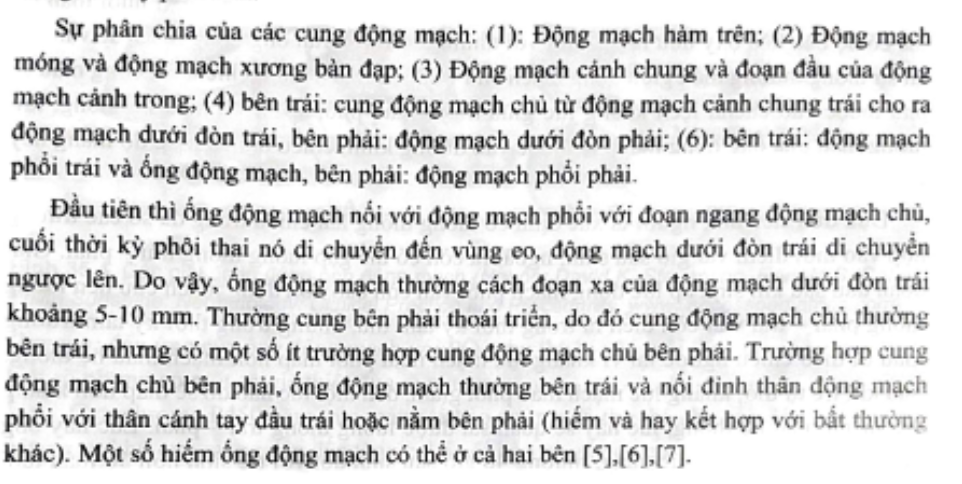 Sự phân chia của các cung động mạch: (1): Động mạch hàm trên; (2) Động mạch
móng và động mạch xương bàn đạp; (3) Động mạch cảnh chung và đoạn đầu của động
mạch cảnh trong; (4) bên trái: cung động mạch chủ từ động mạch cảnh chung trái cho ra
động mạch dưới đòn trái, bên phải: động mạch dưới đòn phải; (6): bên trái: động mạch
phổi trái và ống động mạch, bên phải: động mạch phổi phải.
Đầu tiên thì ống động mạch nối với động mạch phổi với đoạn ngang động mạch chủ,
cuối thời kỳ phôi thai nó di chuyển đến vùng eo, động mạch dưới đòn trái di chuyển
ngược lên. Do vậy, ống động mạch thường cách đoạn xa của động mạch dưới đòn trái
khoảng 5-10 mm. Thường cung bên phải thoái triển, do đó cung động mạch chủ thường
bên trái, nhưng có một số ít trường hợp cung động mạch chủ bên phải. Trường hợp cung
động mạch chủ bên phải, ống động mạch thường bên trái và nối đỉnh thân động mạch
phổi với thân cánh tay đầu trái hoặc nằm bên phải (hiếm và hay kết hợp với bất thường
khác). Một số hiếm ống động mạch có thể ở cả hai bên [5],[6],[7].